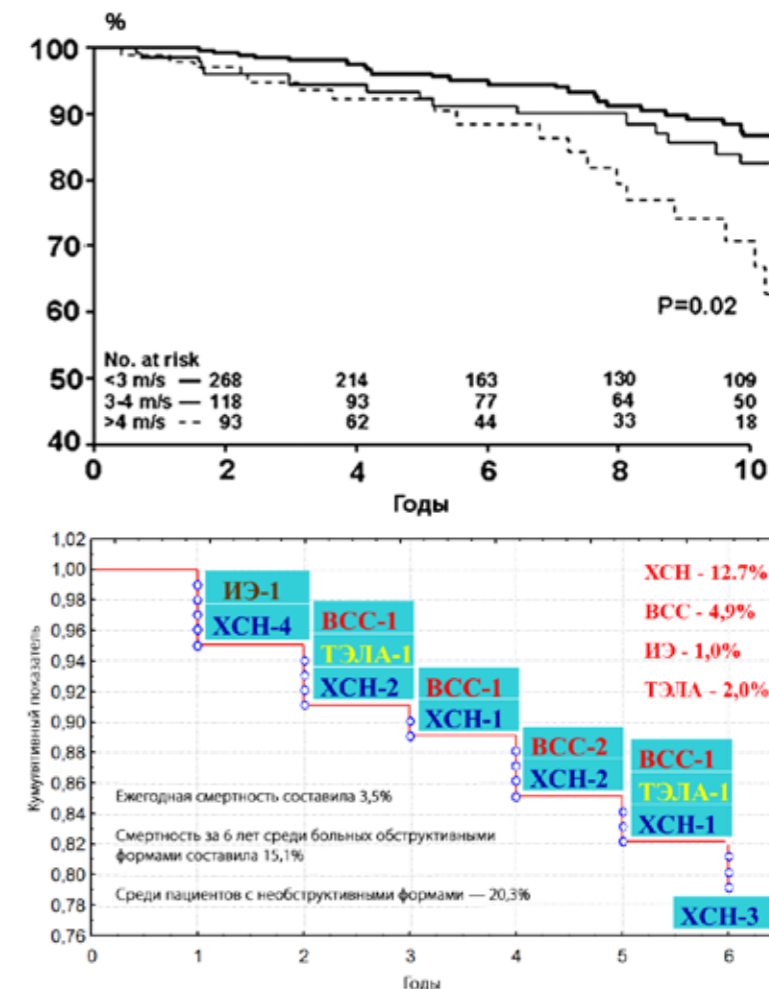 %
100
90
80
70
60
50
40
P=0.02
No. at risk
<3 m/s 268 214 163 130 109
3-4 m/s 118 93 77 64 50
>4 m/s 93 62 44 33 18
0 2 4 6 8 10
Годы
1,02
1,00
0,98
0,96
0,94
0,92
0,90
0,88
0,86
0,84
0,82
0,80
0,78
0,76
Кумулятивный показатель
ИЭ-1
ХСН-4
ВСС-1
ТЭЛА-1
ХСН-2
ВСС-1
ХСН-1
ВСС-2
ХСН-2
ВСС-1
ТЭЛА-1
ХСН-1
ХСН-3
ХСН - 12.7%
ВСС - 4,9%
ИЭ - 1,0%
ТЭЛА - 2,0%
Ежегодная смертность составила 3,5%
Смертность за 6 лет среди больных обструктивными
формами составила 15,1%
Среди пациентов с необструктивными формами — 20,3%
0 1 2 3 4 5 6
Годы